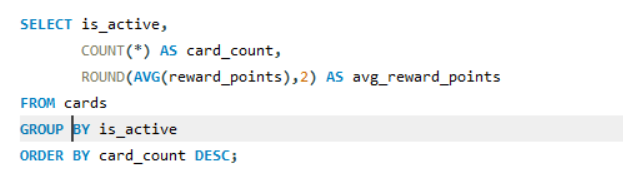 SELECT is_active,
COUNT(*) AS card_count,
ROUND(AVG(reward_points),2) AS avg_reward_points
FROM cards
GROUP BY is_active
ORDER BY card_count DESC;